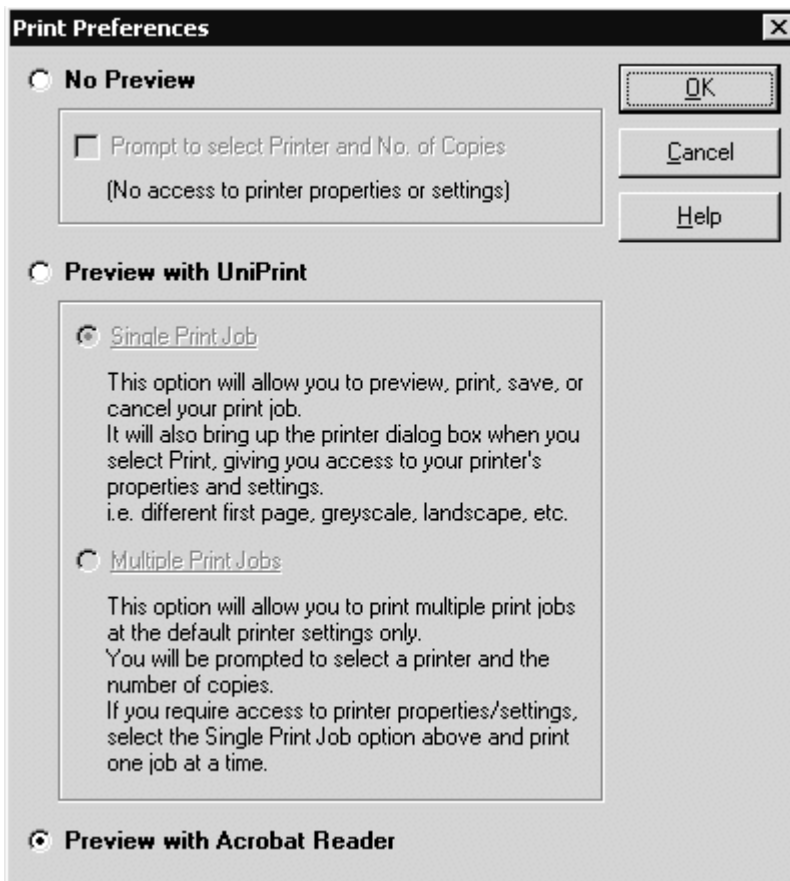 Print Preferences
No Preview
OK
Prompt to select Printer and No. of Copies
Cancel
(No access to printer properties or settings)
Help
Preview with UniPrint
Single Print Job
This option will allow you to preview, print, save, or
cancel your print job.
It will also bring up the printer dialog box when you
select Print, giving you access to your printer's
properties and settings.
i.e. different first page, greyscale, landscape, etc.
Multiple Print Jobs
This option will allow you to print multiple print jobs
at the default printer settings only.
You will be prompted to select a printer and the
number of copies.
If you require access to printer properties/settings,
select the Single Print Job option above and print
one job at a time.
Preview with Acrobat Reader